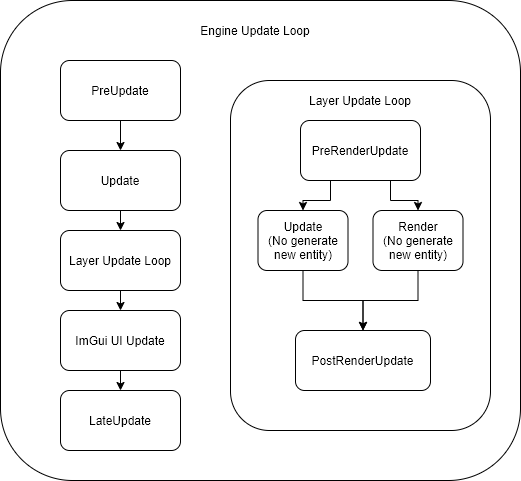 Engine Update Loop
PreUpdate
Update
Layer Update Loop
ImGui UI Update
LateUpdate
Layer Update Loop
PreRenderUpdate
Update
(No generate
new entity)
Render
(No generate
new entity)
PostRenderUpdate